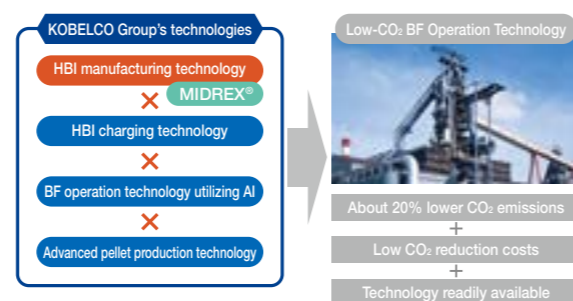 KOBELCO Group's technologies
HBI manufacturing technology
MIDREX®
HBI charging technology
BF operation technology utilizing AI
Advanced pellet production technology
Low-CO₂ BF Operation Technology
About 20% lower CO₂ emissions
+
Low CO₂ reduction costs
+
Technology readily available